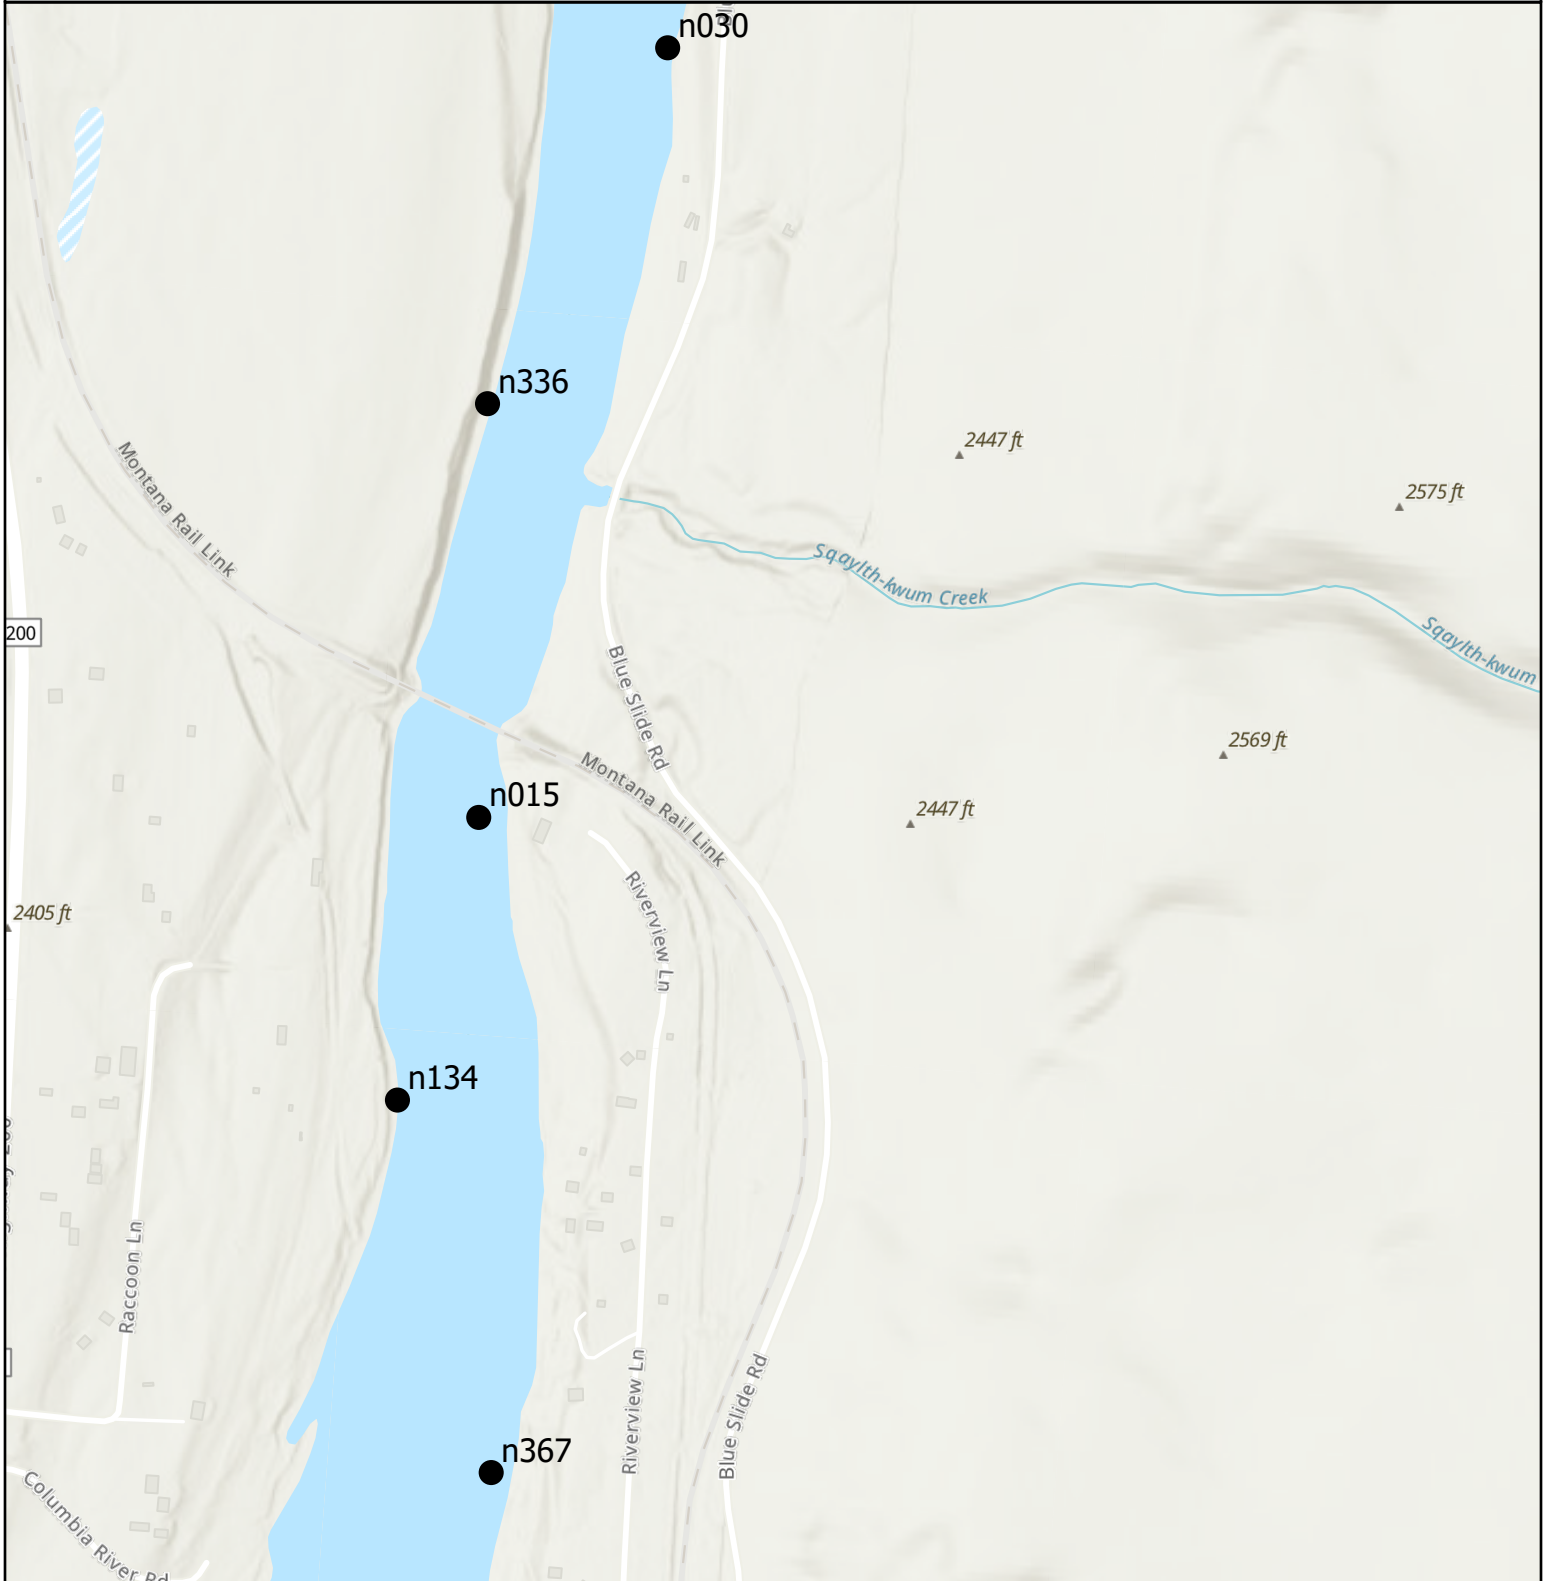 n030
n336
2447 ft
2575 ft
Montana Rail Link
Sqaylth-kwum Creek
200
Sqaylth-kwum
Blue Slide Rd
2569 ft
Montana Rail Link
n015
2447 ft
Riverview Ln
2405 ft
n134
Raccoon Ln
Riverview Ln
Blue Slide Rd
n367
Columbia River Rd